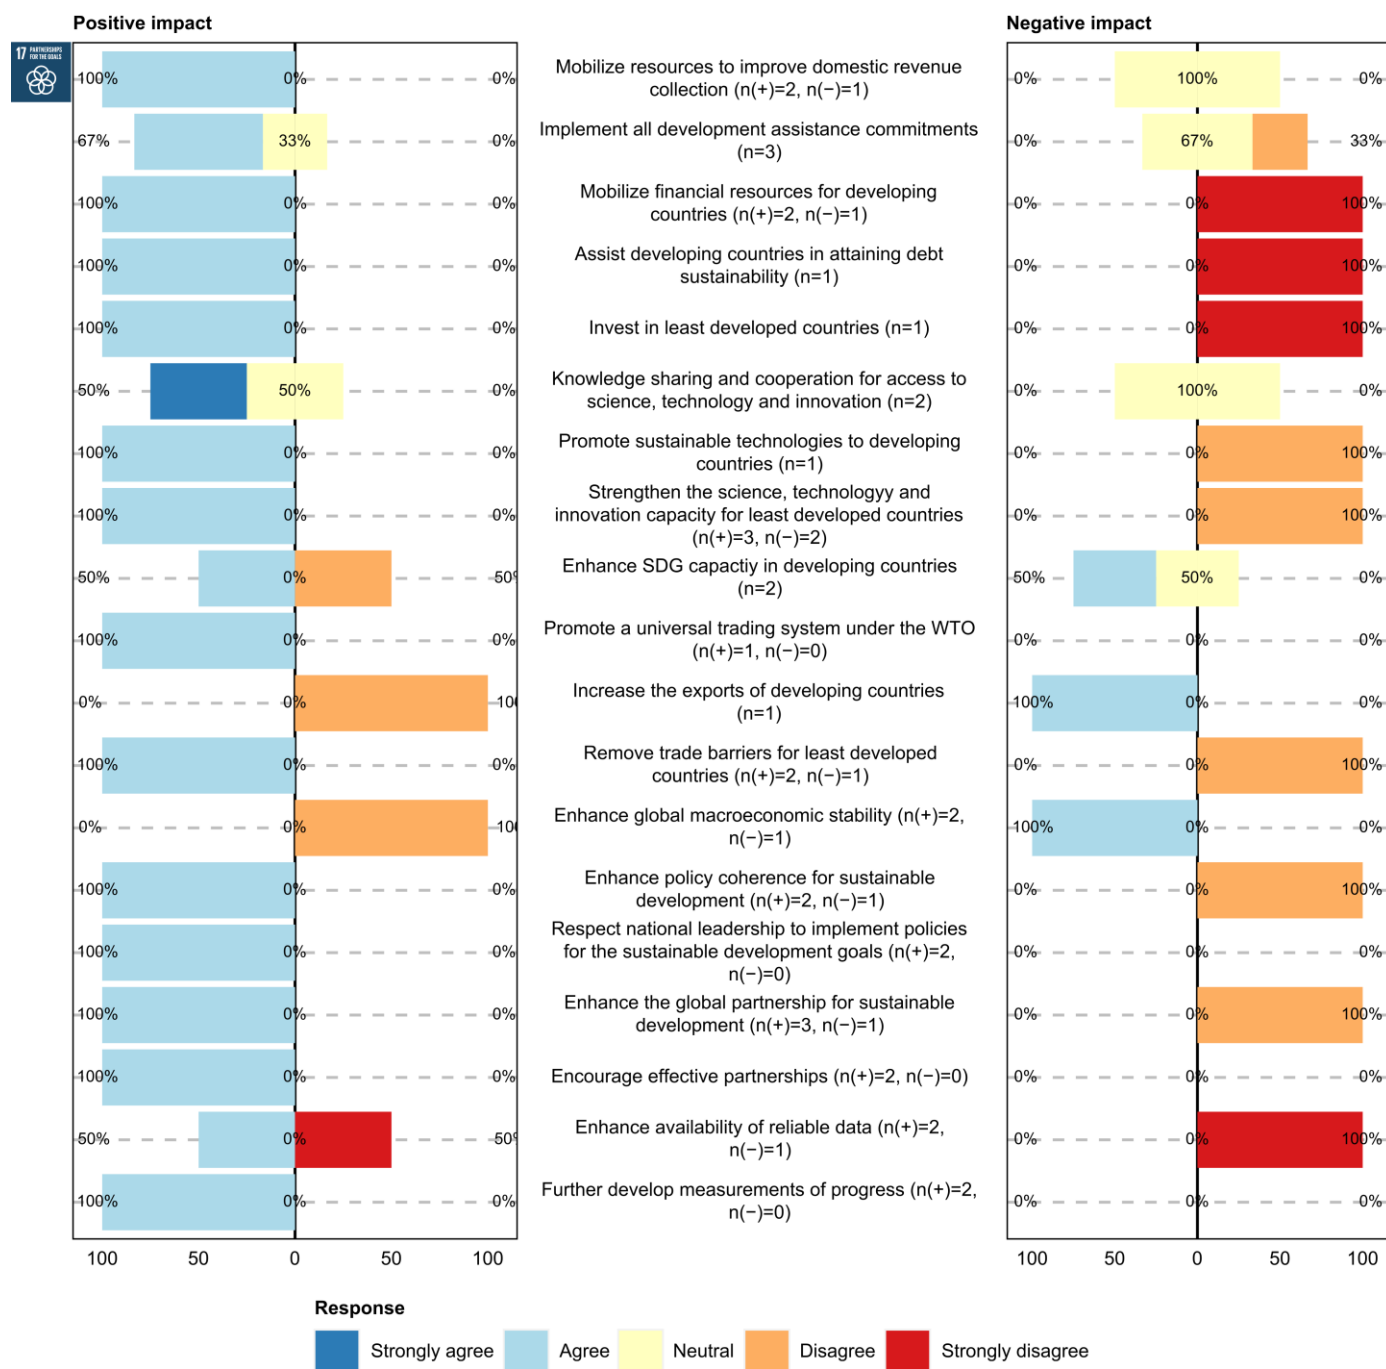 Positive impact
Negative impact
17 PARTNERSHIPS
FOR THE GOALS
100% 0% 0%
Mobilize resources to improve domestic revenue
collection (n(+)=2, n(−)=1)
0% 100% 0%
67% 33% 0%
Implement all development assistance commitments
(n=3)
0% 67% 33%
100% 0% 0%
Mobilize financial resources for developing
countries (n(+)=2, n(−)=1)
0% 0% 100%
100% 0% 0%
Assist developing countries in attaining debt
sustainability (n=1)
0% 0% 100%
100% 0% 0%
Invest in least developed countries (n=1)
0% 0% 100%
50% 50% 0%
Knowledge sharing and cooperation for access to
science, technology and innovation (n=2)
0% 100% 0%
100% 0% 0%
Promote sustainable technologies to developing
countries (n=1)
0% 0% 100%
100% 0% 0%
Strengthen the science, technologyy and
innovation capacity for least developed countries
(n(+)=3, n(−)=2)
0% 0% 100%
50% 0% 50%
Enhance SDG capactiy in developing countries
(n=2)
50% 50% 0%
100% 0% 0%
Promote a universal trading system under the WTO
(n(+)=1, n(−)=0)
0% 0% 0%
0% 0% 100
Increase the exports of developing countries
(n=1)
100% 0% 0%
100% 0% 0%
Remove trade barriers for least developed
countries (n(+)=2, n(−)=1)
0% 0% 100%
0% 0% 100
Enhance global macroeconomic stability (n(+)=2,
n(−)=1)
100% 0% 0%
100% 0% 0%
Enhance policy coherence for sustainable
development (n(+)=2, n(−)=1)
0% 0% 100%
100% 0% 0%
Respect national leadership to implement policies
for the sustainable development goals (n(+)=2,
n(−)=0)
0% 0% 0%
100% 0% 0%
Enhance the global partnership for sustainable
development (n(+)=3, n(−)=1)
0% 0% 100%
100% 0% 0%
Encourage effective partnerships (n(+)=2, n(−)=0)
0% 0% 0%
50% 0% 50%
Enhance availability of reliable data (n(+)=2,
n(−)=1)
0% 0% 100%
100% 0% 0%
Further develop measurements of progress (n(+)=2,
n(−)=0)
0% 0% 0%
100 50 0 50 100
100 50 0 50 100
Response
Strongly agree Agree Neutral Disagree Strongly disagree